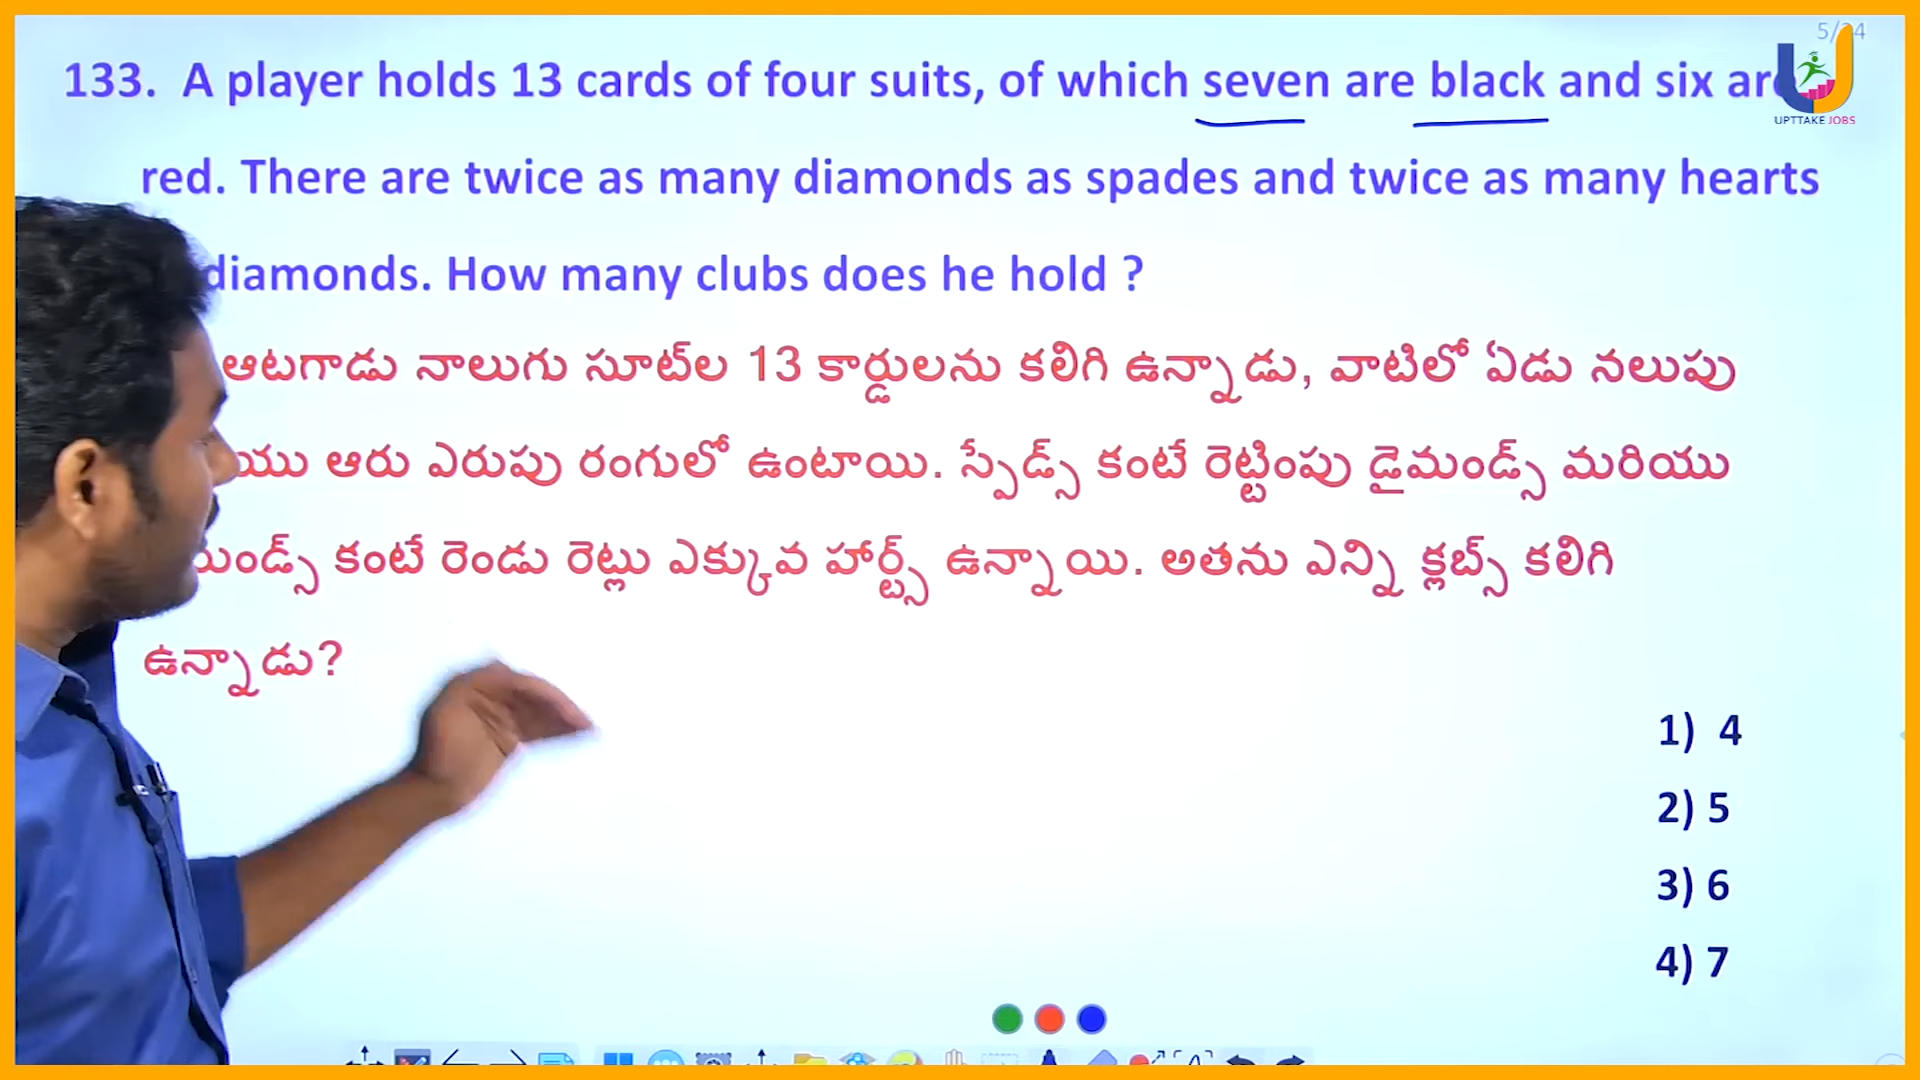 5/
UPTTAKE JOBS
133. A player holds 13 cards of four suits, of which seven are black and six are
red. There are twice as many diamonds as spades and twice as many hearts
diamonds. How many clubs does he hold ?
ఆటగాడు నాలుగు సూట్‌ల 13 కార్డులను కలిగి ఉన్నాడు, వాటిలో ఏడు నలుపు
ఆరు ఎరుపు రంగులో ఉంటాయి. స్పేడ్స్ కంటే రెట్టింపు డైమండ్స్ మరియు
కంటే రెండు రెట్లు ఎక్కువ హార్ట్స్ ఉన్నాయి. అతను ఎన్ని క్లబ్స్ కలిగి
ఉన్నాడు?
1) 4
2) 5
3) 6
4) 7